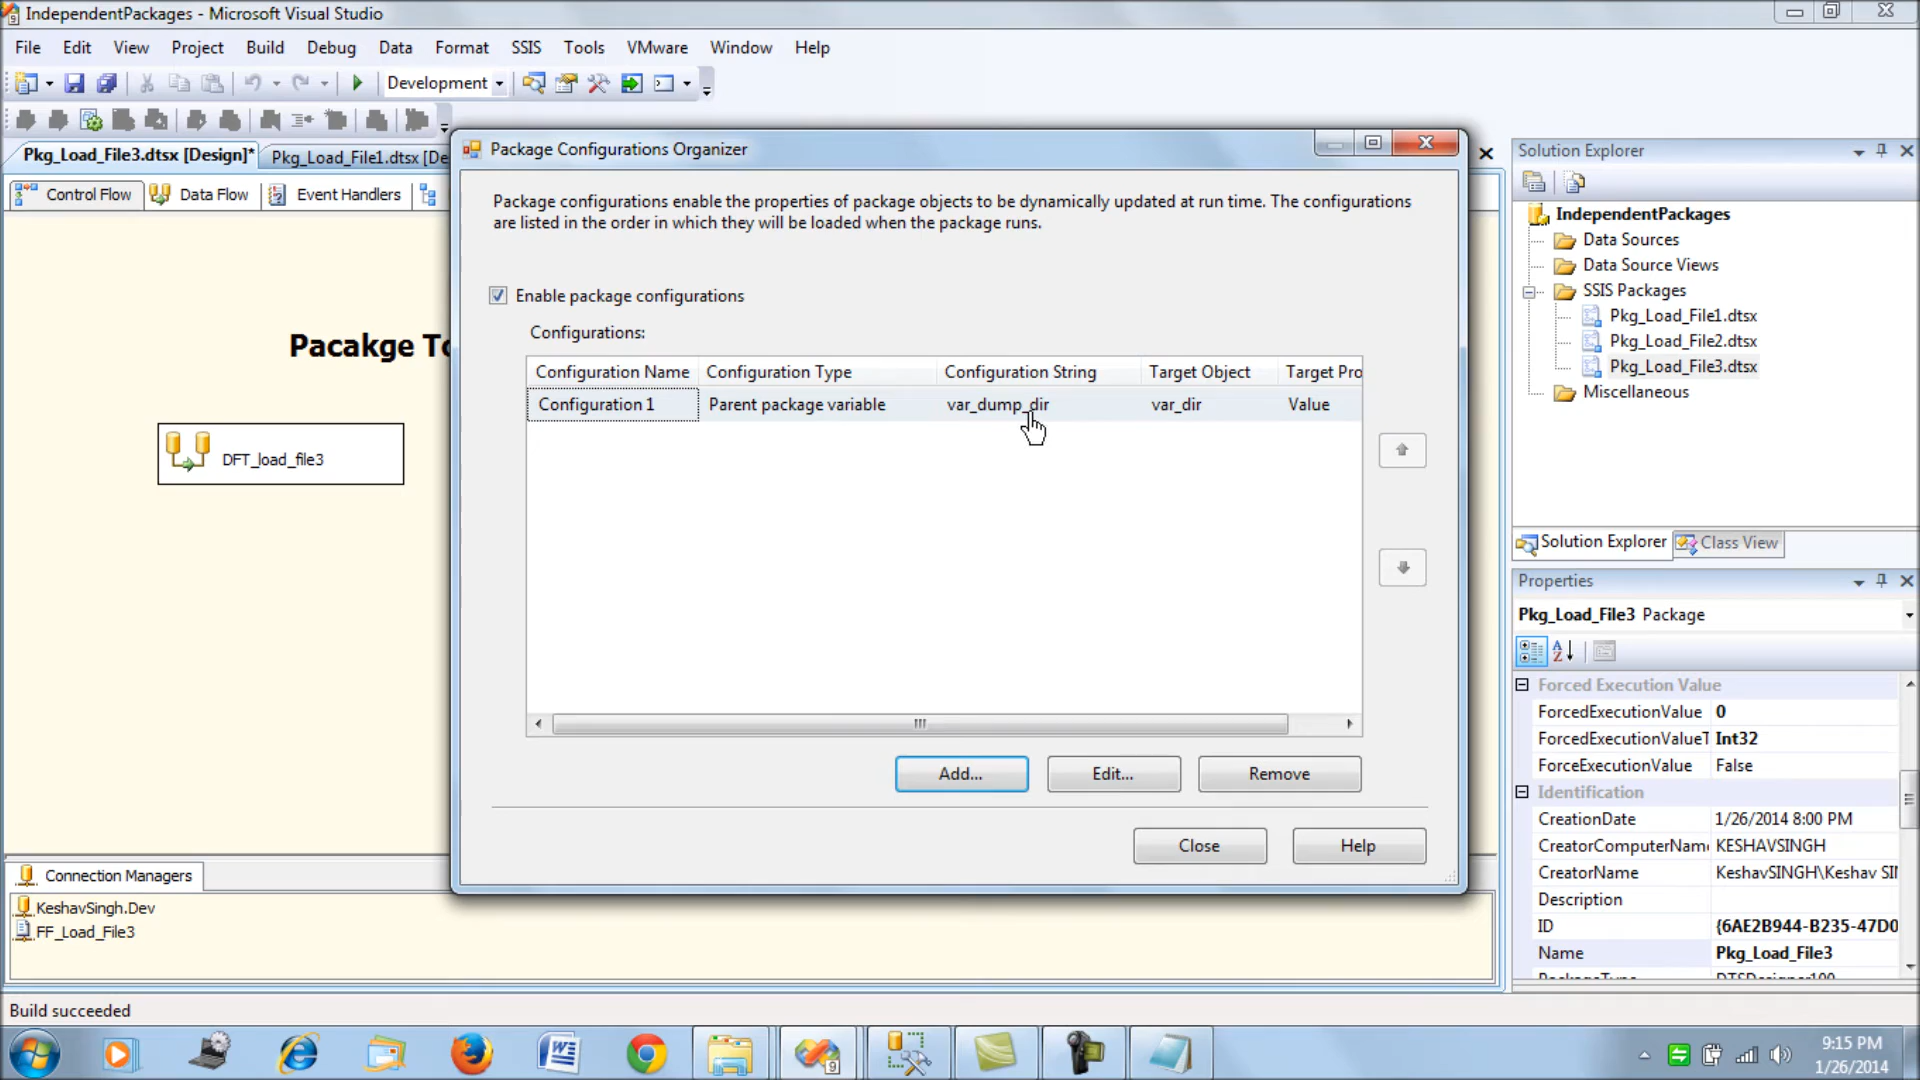 IndependentPackages - Microsoft Visual Studio
File Edit View Project Build Debug Data Format SSIS Tools VMware Window Help
Development
Pkg_Load_File3.dtsx [Design]* Pkg_Load_File1.dtsx [De
Control Flow Data Flow Event Handlers
Pacakge To
DFT_load_file3
Connection Managers
KeshavSingh.Dev
FF_Load_File3
Build succeeded
Package Configurations Organizer
Package configurations enable the properties of package objects to be dynamically updated at run time. The configurations
are listed in the order in which they will be loaded when the package runs.
Enable package configurations
Configurations:
Configuration Name Configuration Type Configuration String Target Object Target Pro
Configuration 1 Parent package variable var_dump_dir var_dir Value
Add... Edit... Remove
Close Help
Solution Explorer
IndependentPackages
Data Sources
Data Source Views
SSIS Packages
Pkg_Load_File1.dtsx
Pkg_Load_File2.dtsx
Pkg_Load_File3.dtsx
Miscellaneous
Solution Explorer Class View
Properties
Pkg_Load_File3 Package
Forced Execution Value
ForcedExecutionValue 0
ForcedExecutionValueT Int32
ForceExecutionValue False
Identification
CreationDate 1/26/2014 8:00 PM
CreatorComputerName KESHAVSINGH
CreatorName KeshavSINGH\Keshav SIN
Description
ID {6AE2B944-B235-47D0
Name Pkg_Load_File3
9:15 PM
1/26/2014